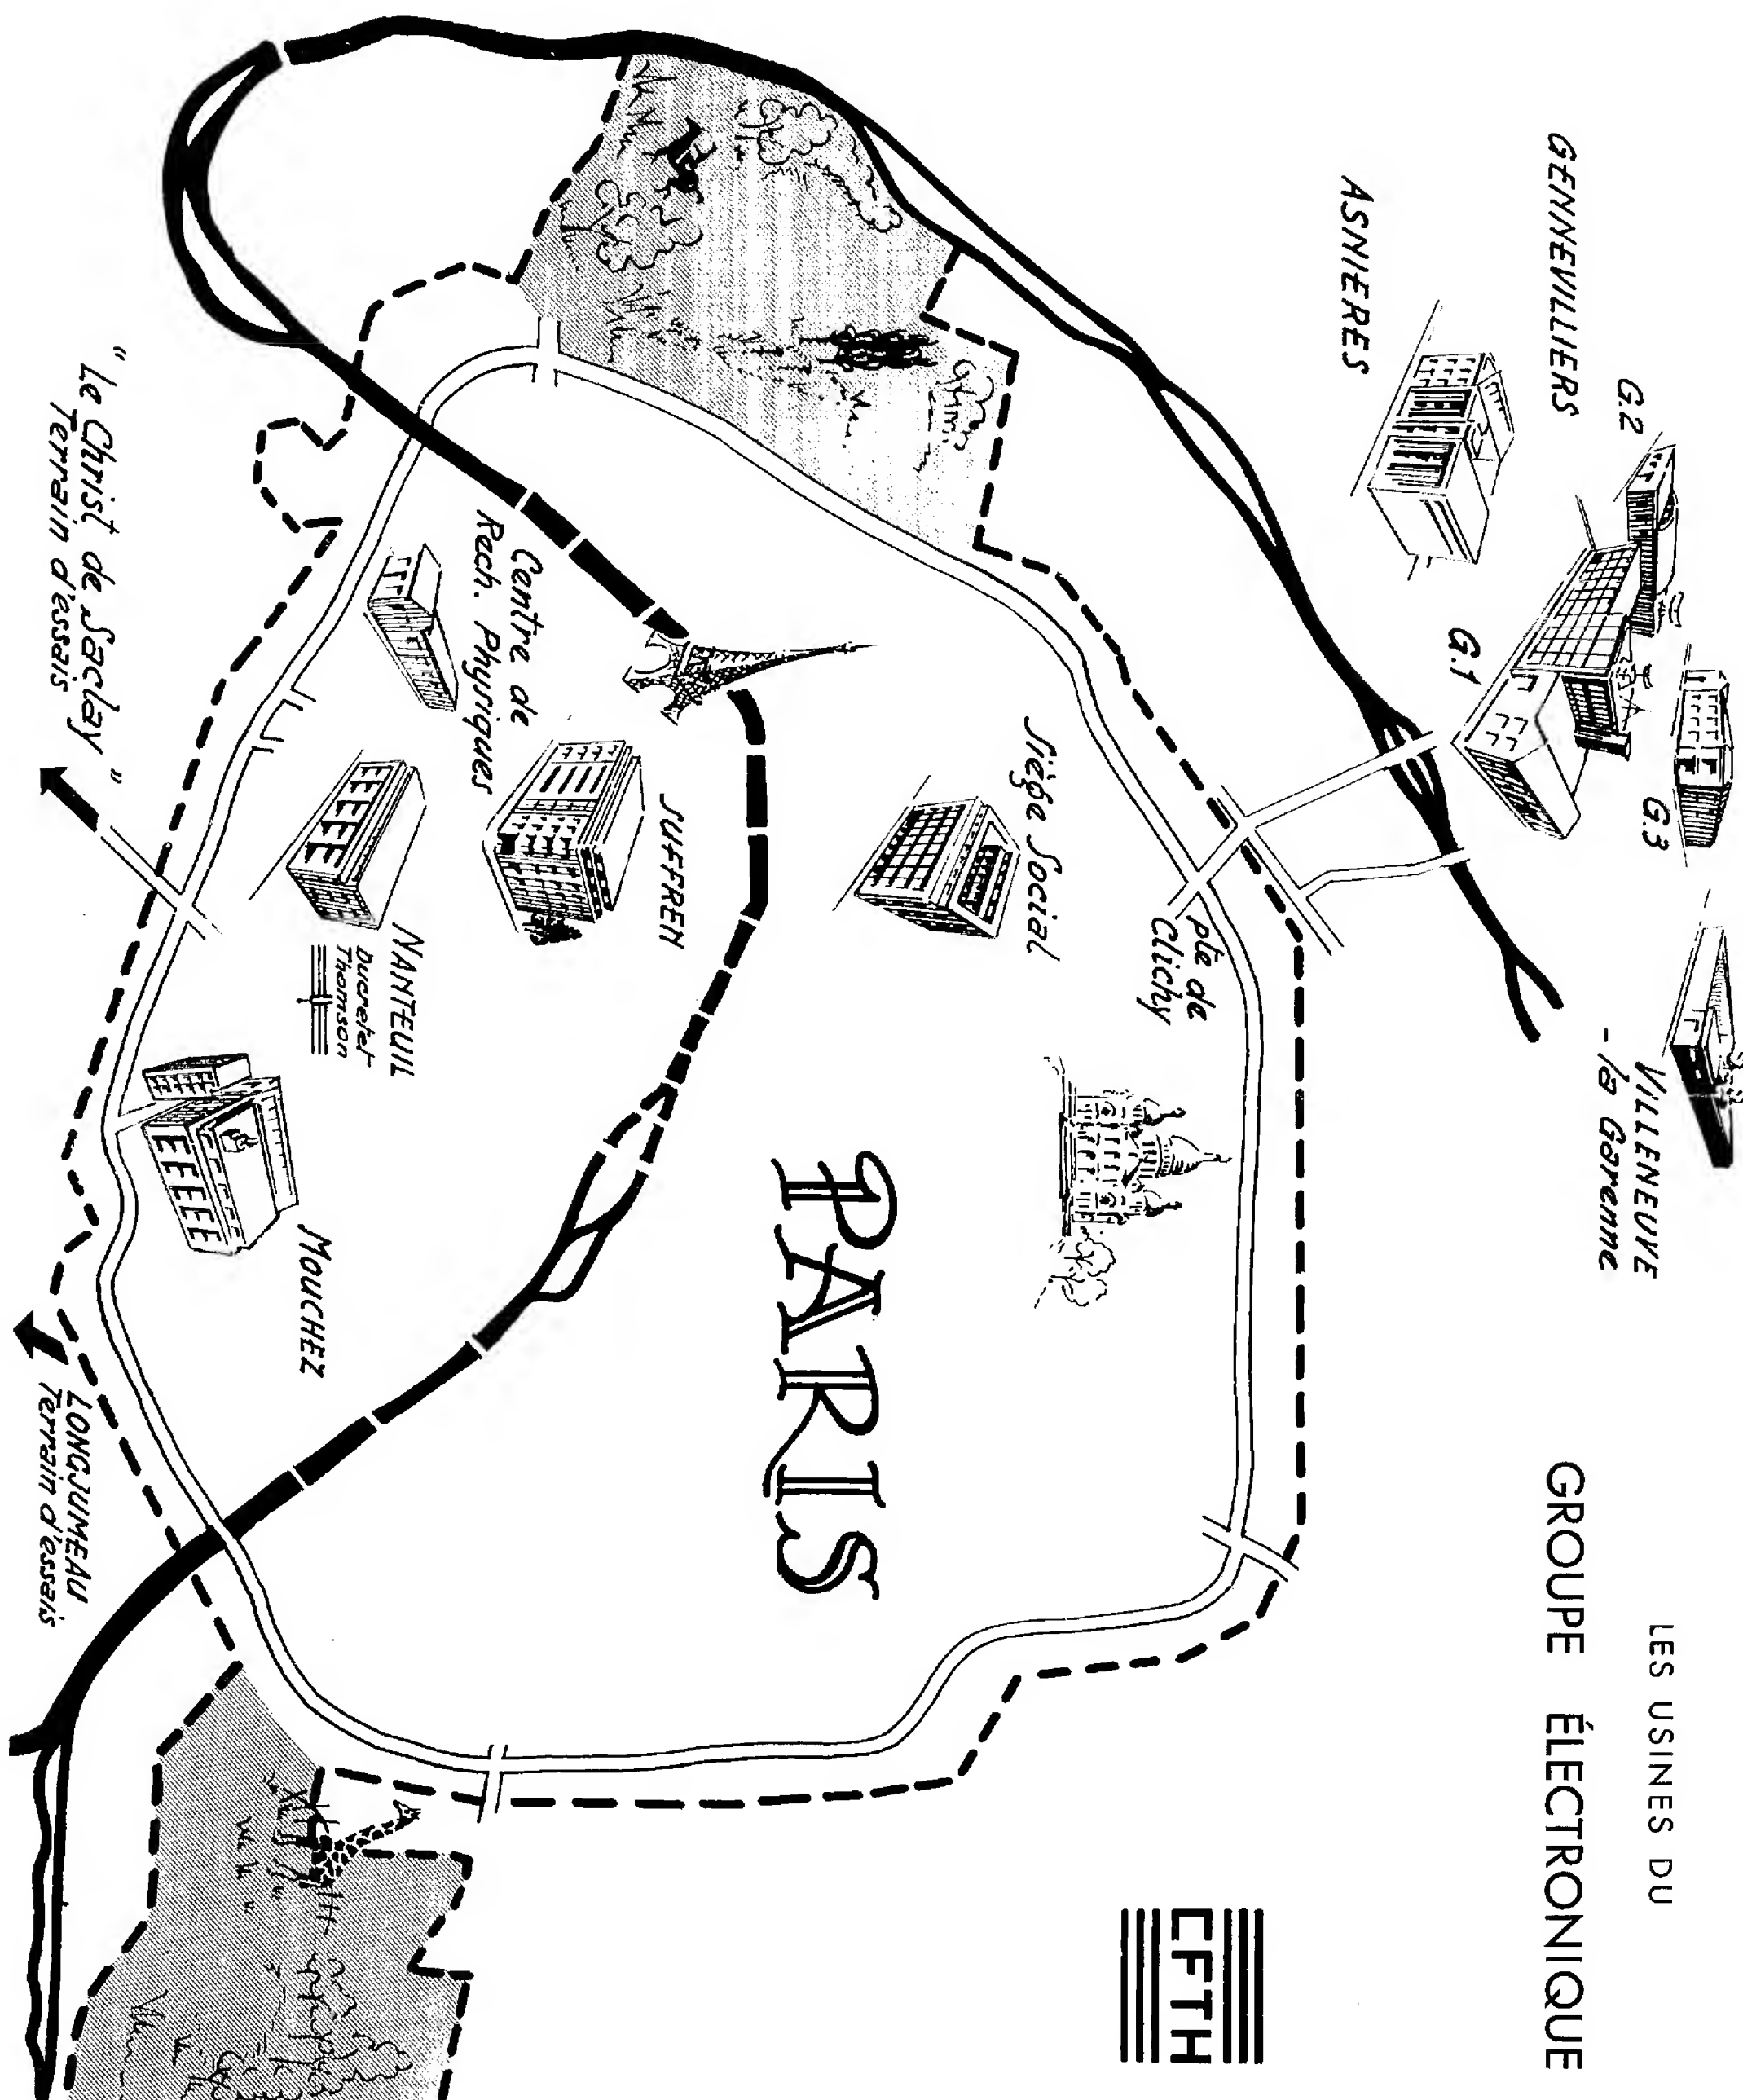 LES USINES DU
GROUPE ÉLECTRONIQUE
CFTH
GENNEVILLIERS
G.2
G.3
G.1
ASNIERES
VILLENEUVE
- la Garenne
pte de
Clichy
Siège Social
PARIS
SUFFREN
Centre de
Rech. Physiques
NANTEUIL
Ducretet
Thomson
MOUCHEZ
"Le Christ de Saclay"
Terrain d'essais
LONGJUMEAU
Terrain d'essais